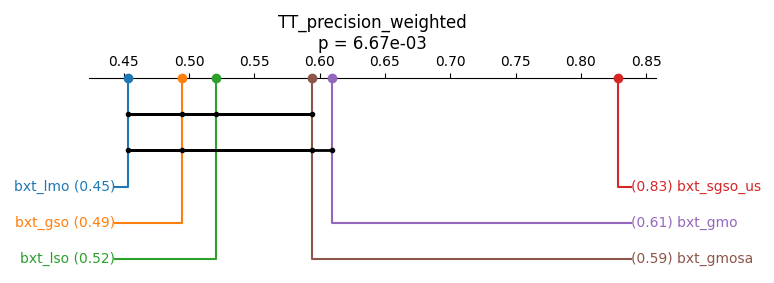 TT_precision_weighted
p = 6.67e-03
0.45 0.50 0.55 0.60 0.65 0.70 0.75 0.80 0.85
bxt_lmo (0.45) (0.83) bxt_sgso_us
bxt_gso (0.49) (0.61) bxt_gmo
bxt_lso (0.52) (0.59) bxt_gmosa